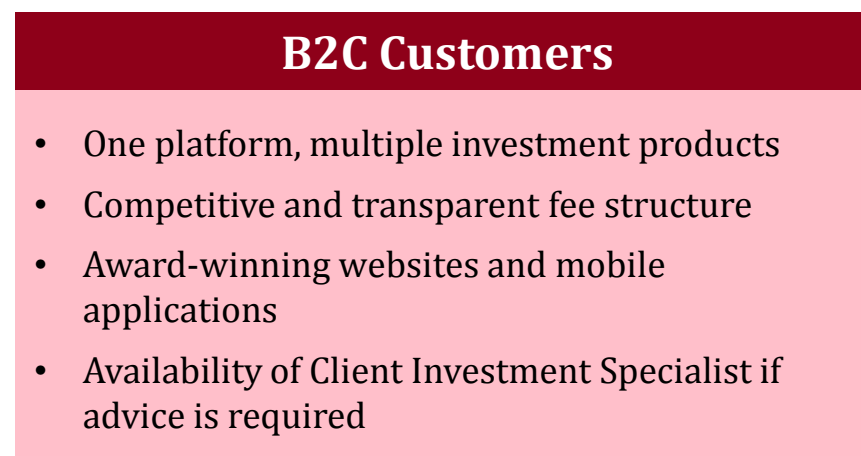 B2C Customers
• One platform, multiple investment products
• Competitive and transparent fee structure
• Award-winning websites and mobile
applications
• Availability of Client Investment Specialist if
advice is required